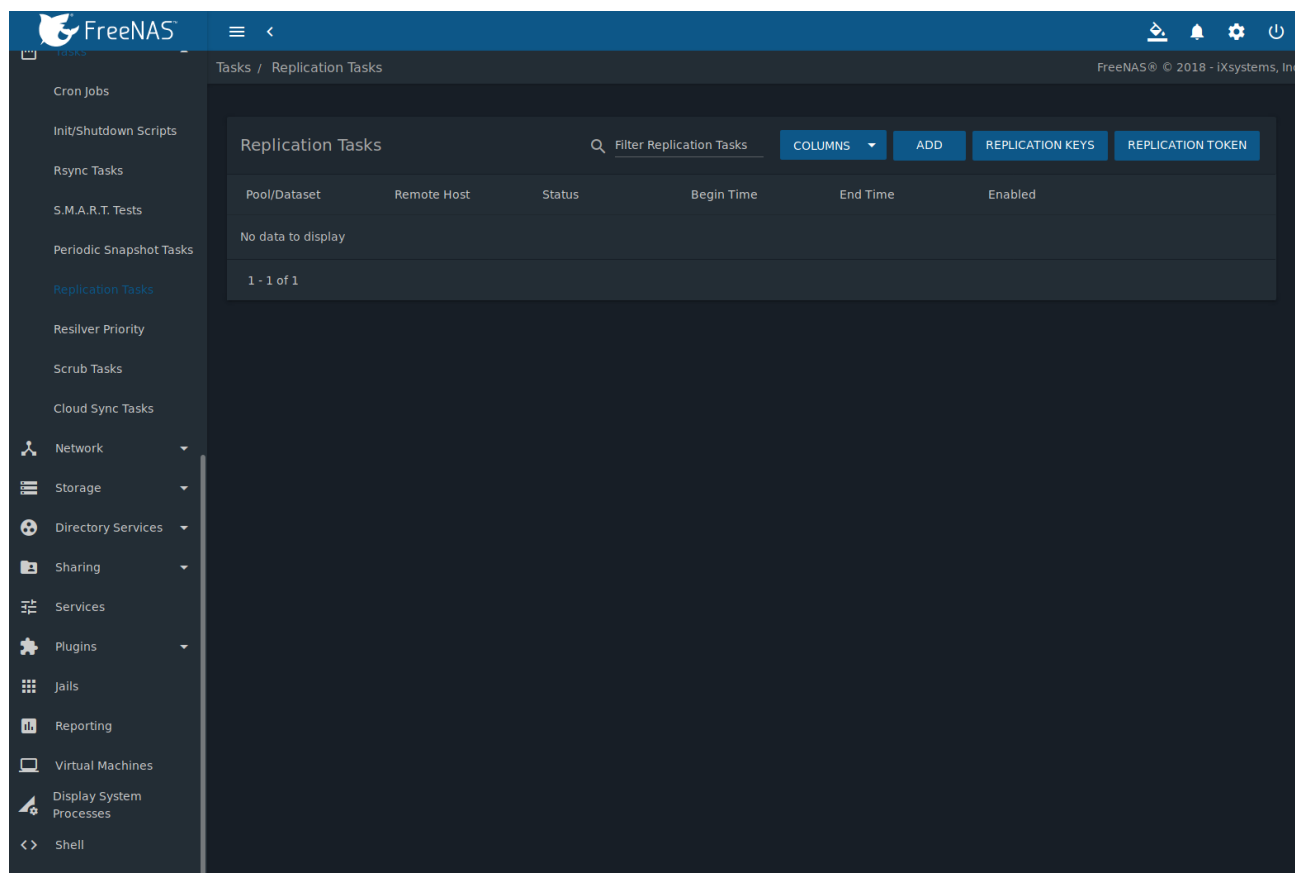 FreeNAS
Tasks
Tasks / Replication Tasks
FreeNAS® © 2018 - iXsystems, Inc
Cron Jobs
Init/Shutdown Scripts
Rsync Tasks
S.M.A.R.T. Tests
Periodic Snapshot Tasks
Replication Tasks
Resilver Priority
Scrub Tasks
Cloud Sync Tasks
Network
Storage
Directory Services
Sharing
Services
Plugins
Jails
Reporting
Virtual Machines
Display System
Processes
Shell
Replication Tasks
Filter Replication Tasks
COLUMNS
ADD
REPLICATION KEYS
REPLICATION TOKEN
Pool/Dataset Remote Host Status Begin Time End Time Enabled
No data to display
1 - 1 of 1